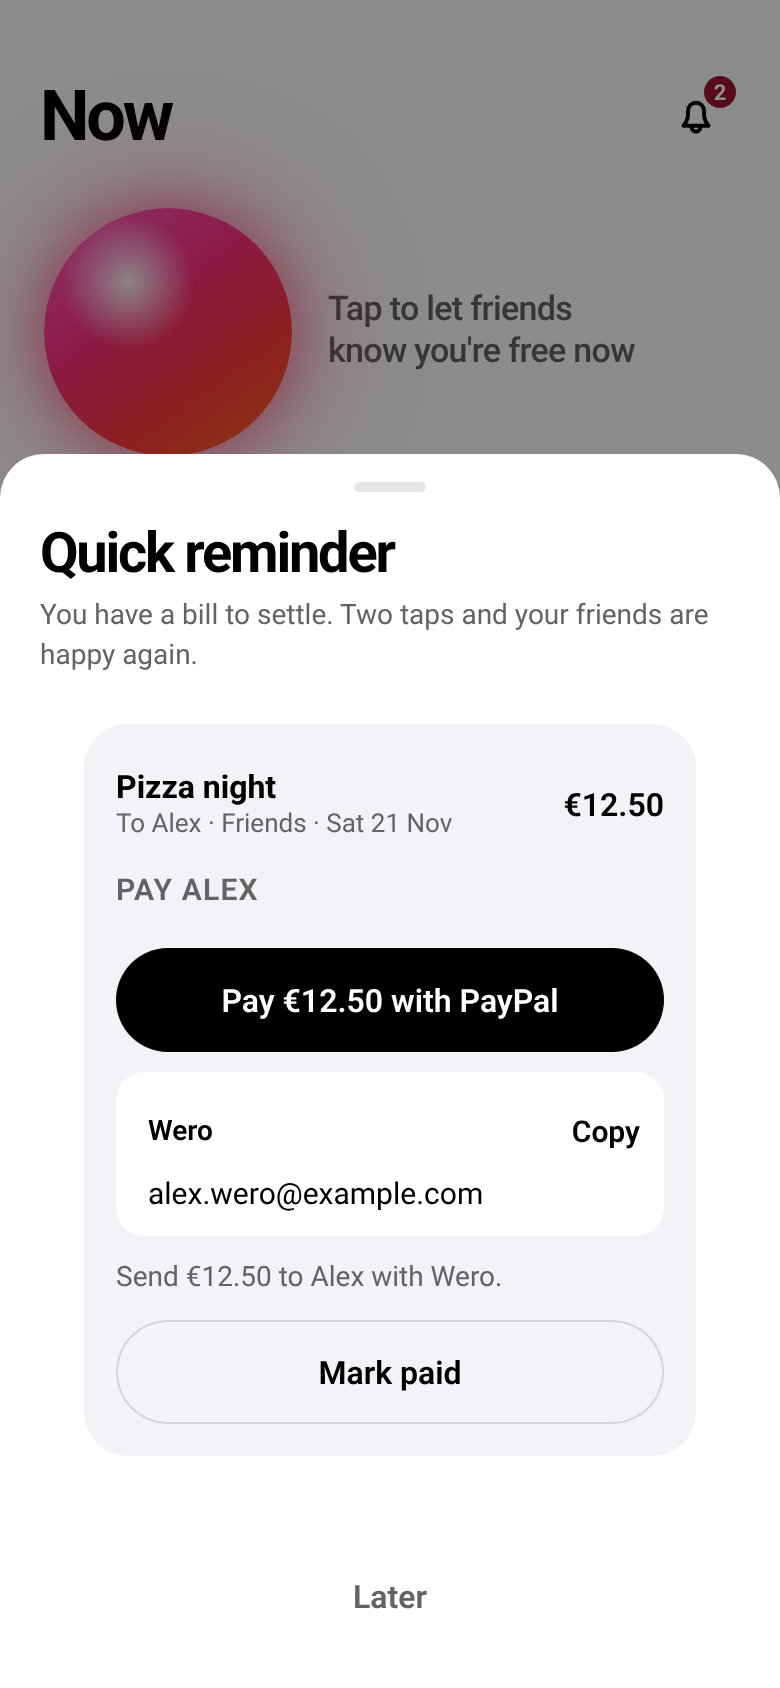 Now
2
Tap to let friends
know you're free now
Quick reminder
You have a bill to settle. Two taps and your friends are
happy again.
Pizza night
€12.50
To Alex · Friends · Sat 21 Nov
PAY ALEX
Pay €12.50 with PayPal
Wero
Copy
alex.wero@example.com
Send €12.50 to Alex with Wero.
Mark paid
Later